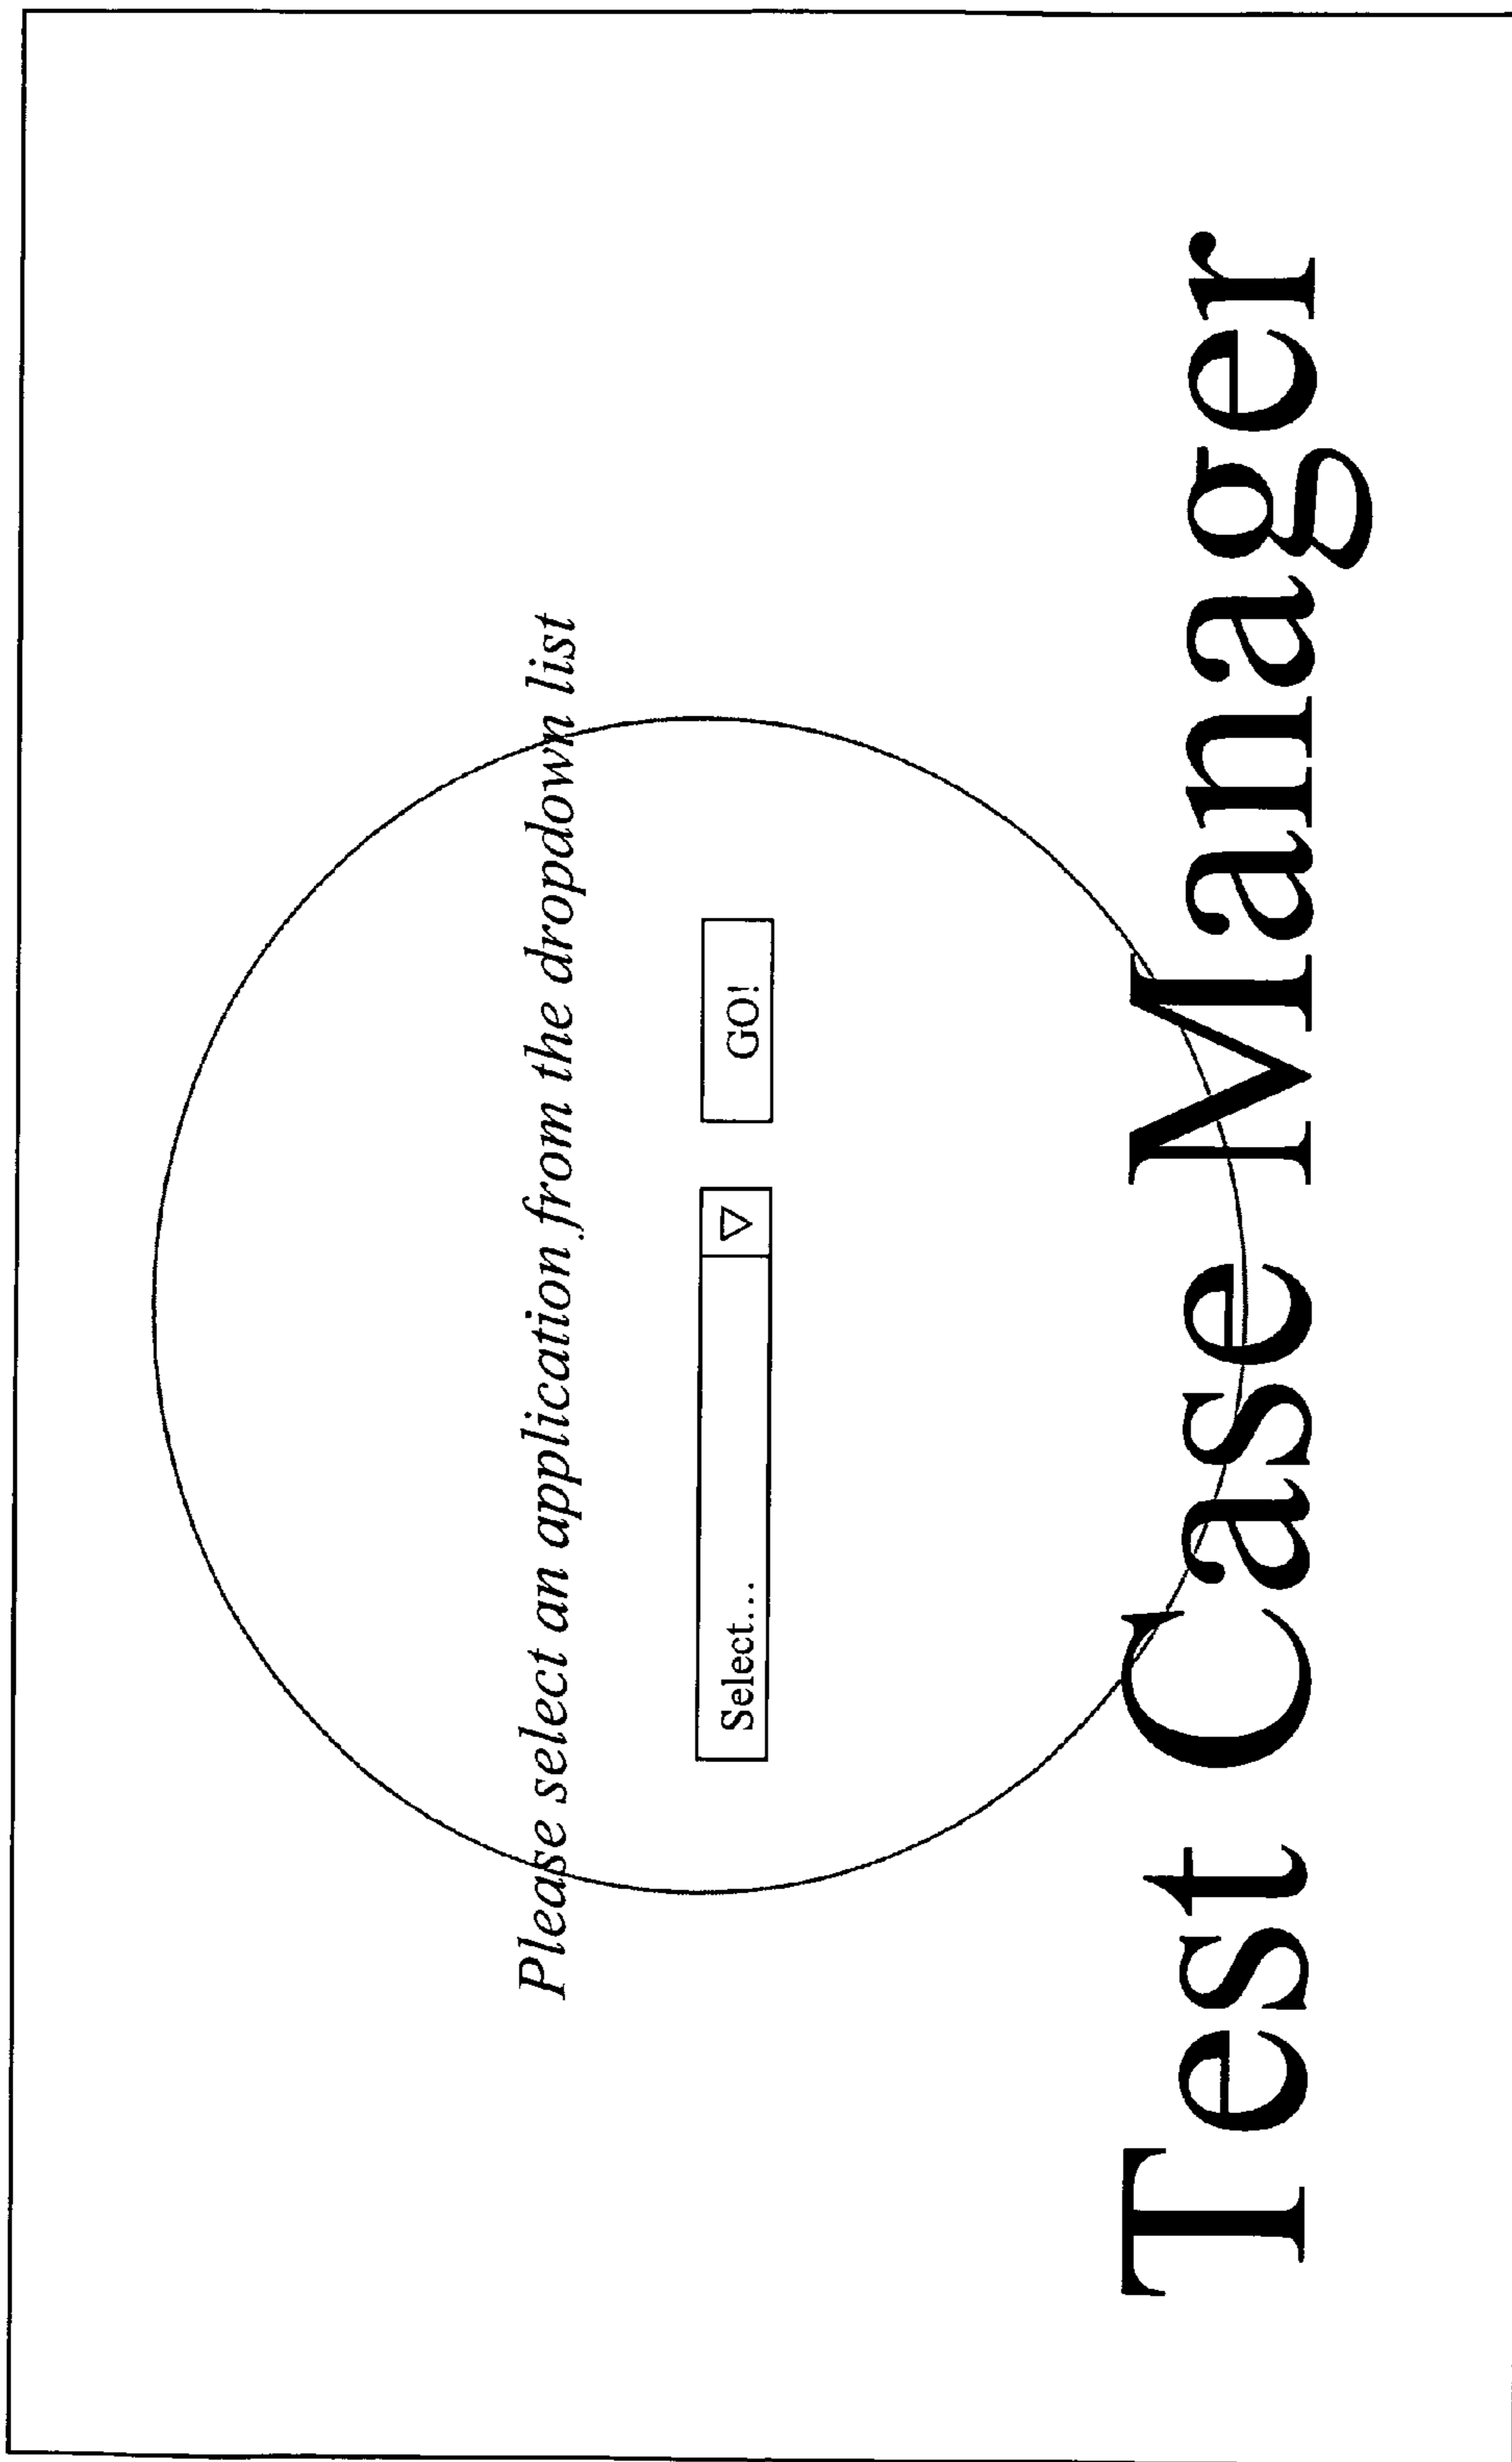 Please select an application from the dropdown list
Select... GO!
Test Case Manager